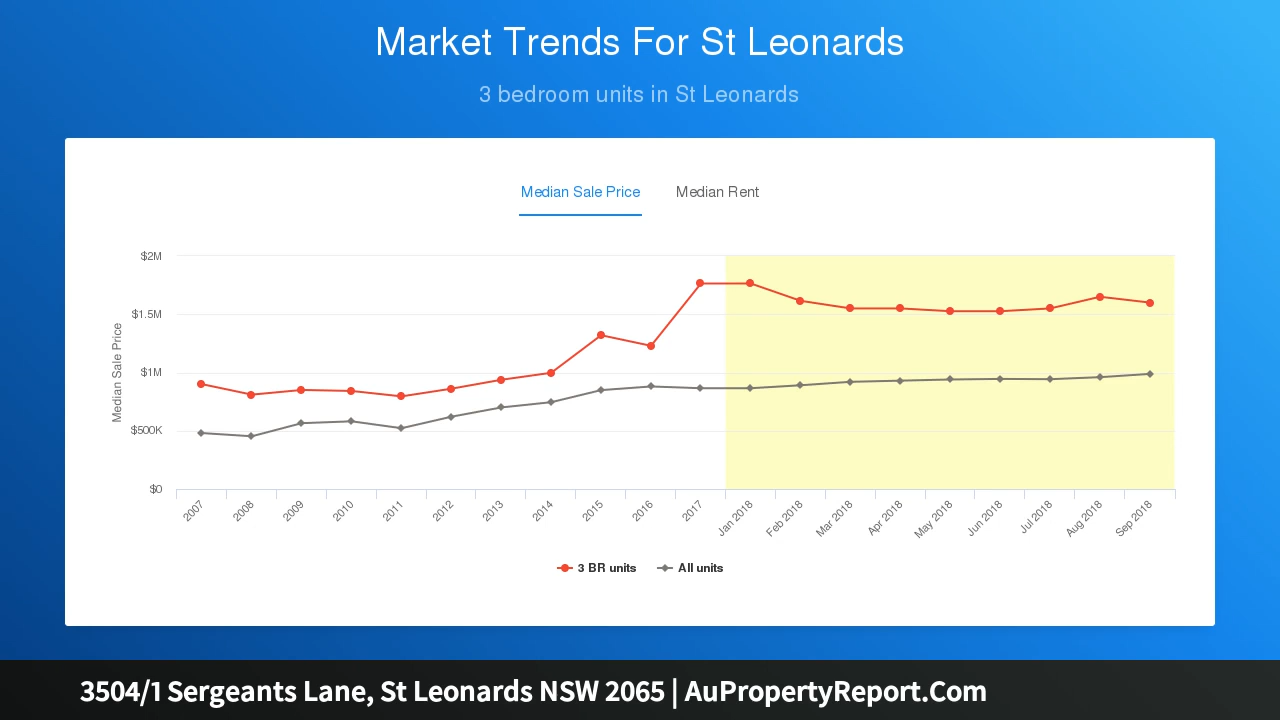 Market Trends For St Leonards
3 bedroom units in St Leonards
Median Sale Price
Median Rent
Median Sale Price
$2M
$1.5M
$1M
$500K
$0
2007
2008
2009
2010
2011
2012
2013
2014
2015
2016
2017
Jan 2018
Feb 2018
Mar 2018
Apr 2018
May 2018
Jun 2018
Jul 2018
Aug 2018
Sep 2018
3 BR units
All units
3504/1 Sergeants Lane, St Leonards NSW 2065 | AuPropertyReport.Com